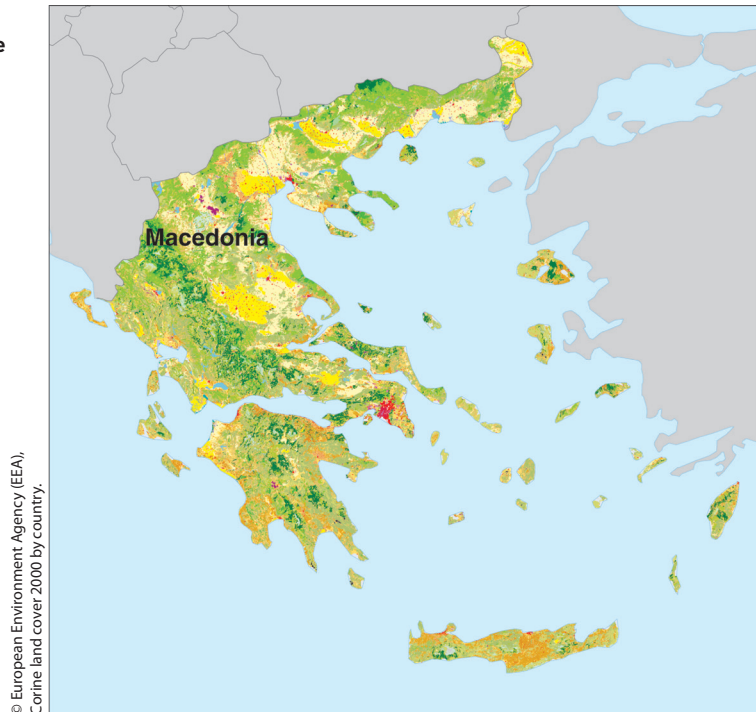 e
Macedonia
© European Environment Agency (EEA),
Corine land cover 2000 by country.